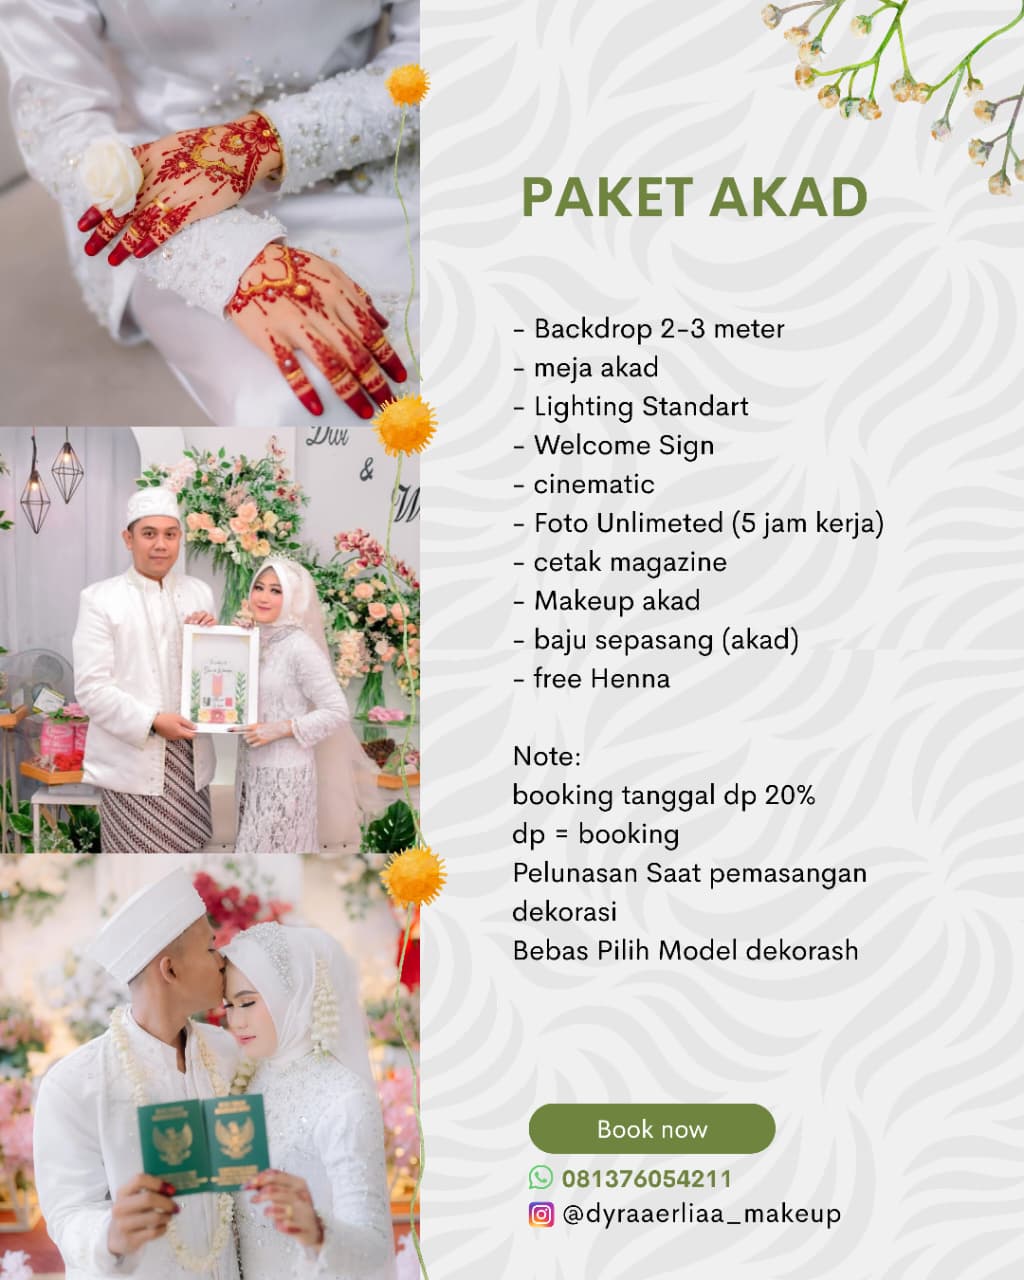 PAKET AKAD
- Backdrop 2-3 meter
- meja akad
- Lighting Standart
- Welcome Sign
- cinematic
- Foto Unlimeted (5 jam kerja)
- cetak magazine
- Makeup akad
- baju sepasang (akad)
- free Henna
Note:
booking tanggal dp 20%
dp = booking
Pelunasan Saat pemasangan
dekorasi
Bebas Pilih Model dekorash
Book now
081376054211
@dyraaerliaa_makeup
&